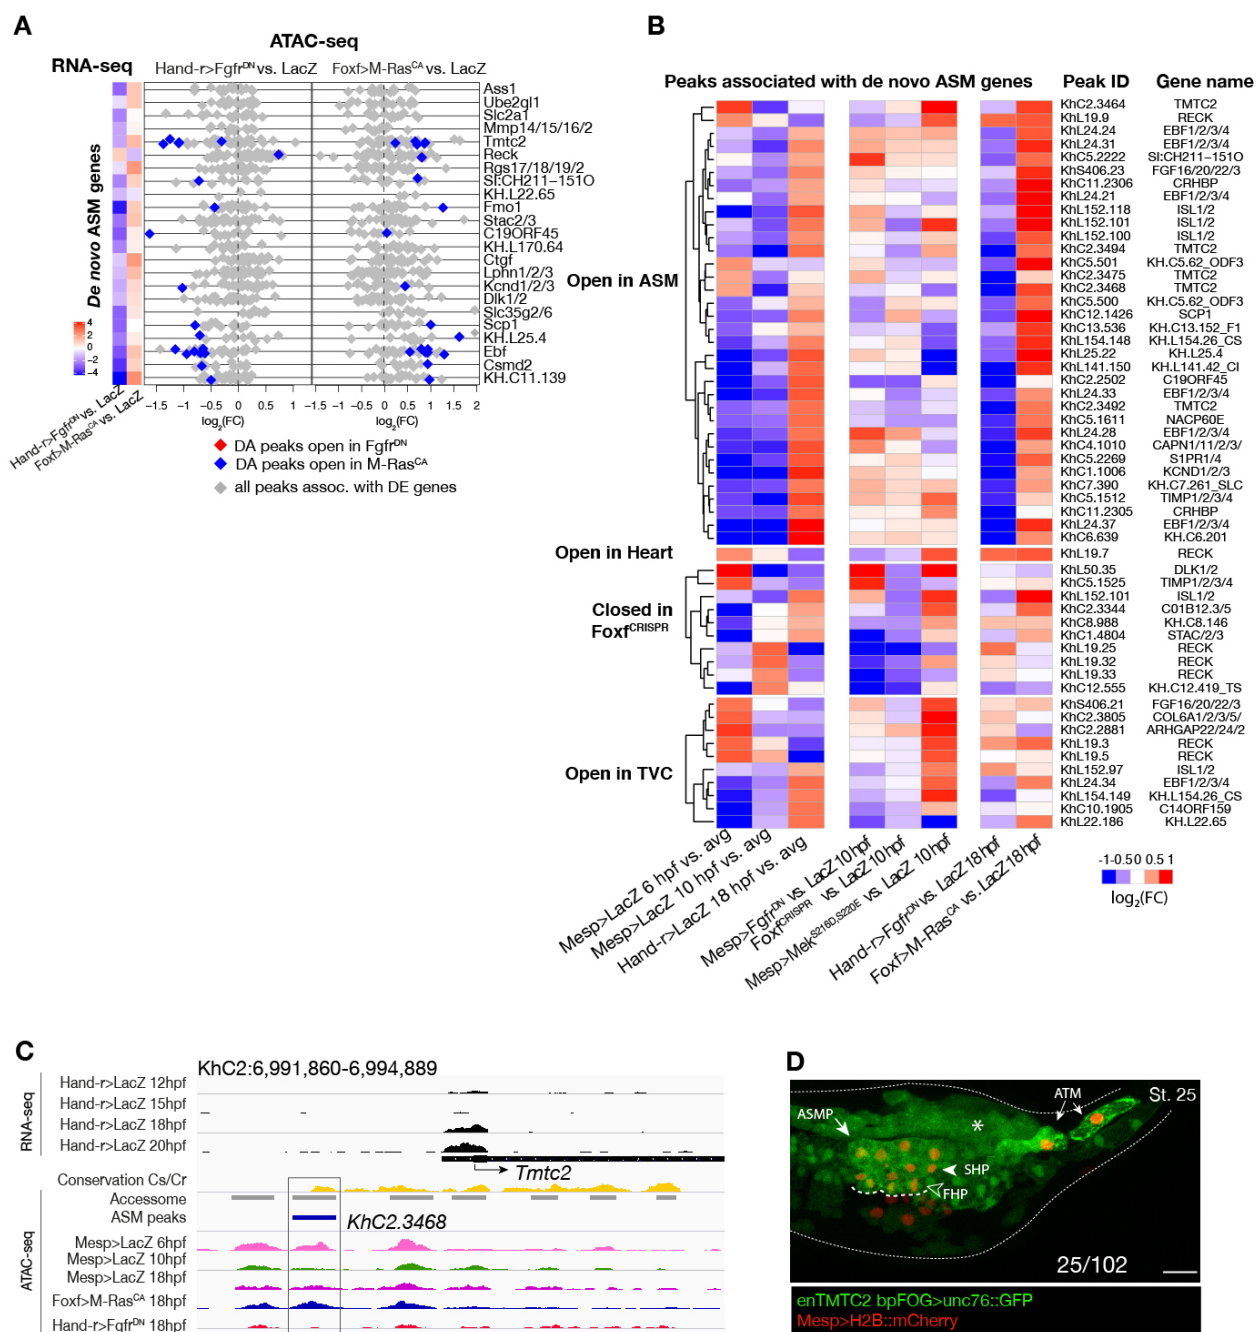 A
ATAC-seq
RNA-seq
Hand-r>Fgfr^DN vs. LacZ
Foxf>M-Ras^CA vs. LacZ
De novo ASM genes
Ass1
Ube2ql1
Slc2a1
Mmp14/15/16/2
Tmtc2
Reck
Rgs17/18/19/2
SI:CH211-151O
KH.L22.65
Fmo1
Stac2/3
C19ORF45
KH.L170.64
Ctgf
Lphn1/2/3
Kcnd1/2/3
Dlk1/2
Slc35g2/6
Scp1
KH.L25.4
Ebf
Csmd2
KH.C11.139
4
2
0
-2
-4
Hand-r>Fgfr^DN vs. LacZ
Foxf>M-Ras^CA vs. LacZ
-1.5 -1 -0.5 0 0.5 1 -1.5 -1 -0.5 0 0.5 1 1.5 2
log2(FC) log2(FC)
DA peaks open in Fgfr^DN
DA peaks open in M-Ras^CA
all peaks assoc. with DE genes
B
Peaks associated with de novo ASM genes Peak ID Gene name
Open in ASM
KhC2.3464 TMTC2
KhL19.9 RECK
KhL24.24 EBF1/2/3/4
KhL24.31 EBF1/2/3/4
KhC5.2222 SI:CH211-151O
KhS406.23 FGF16/20/22/3
KhC11.2306 CRHBP
KhL24.21 EBF1/2/3/4
KhL152.118 ISL1/2
KhL152.101 ISL1/2
KhL152.100 ISL1/2
KhC2.3494 TMTC2
KhC5.501 KH.C5.62_ODF3
KhC2.3475 TMTC2
KhC2.3468 TMTC2
KhC5.500 KH.C5.62_ODF3
KhC12.1426 SCP1
KhC13.536 KH.C13.152_F1
KhL154.148 KH.L154.26_CS
KhL25.22 KH.L25.4
KhL141.150 KH.L141.42_CI
KhC2.2502 C19ORF45
KhL24.33 EBF1/2/3/4
KhC2.3492 TMTC2
KhC5.1611 NACP60E
KhL24.28 EBF1/2/3/4
KhC4.1010 CAPN1/11/2/3/
KhC5.2269 S1PR1/4
KhC1.1006 KCND1/2/3
KhC7.390 KH.C7.261_SLC
KhC5.1512 TIMP1/2/3/4
KhC11.2305 CRHBP
KhL24.37 EBF1/2/3/4
KhC6.639 KH.C6.201
Open in Heart
KhL19.7 RECK
Closed in
Foxf^CRISPR
KhL50.35 DLK1/2
KhC5.1525 TIMP1/2/3/4
KhL152.101 ISL1/2
KhC2.3344 C01B12.3/5
KhC8.988 KH.C8.146
KhC1.4804 STAC/2/3
KhL19.25 RECK
KhL19.32 RECK
KhL19.33 RECK
KhC12.555 KH.C12.419_TS
Open in TVC
KhS406.21 FGF16/20/22/3
KhC2.3805 COL6A1/2/3/5/
KhC2.2881 ARHGAP22/24/2
KhL19.3 RECK
KhL19.5 RECK
KhL152.97 ISL1/2
KhL24.34 EBF1/2/3/4
KhL154.149 KH.L154.26_CS
KhC10.1905 C14ORF159
KhL22.186 KH.L22.65
Mesp>LacZ 6 hpf vs. avg
Mesp>LacZ 10 hpf vs. avg
Hand-r>LacZ 18 hpf vs. avg
Mesp>Fgfr^DN vs. LacZ 10hpf
Foxf^CRISPR vs. LacZ 10hpf
Mesp>Mek^S216D,S220E vs. LacZ 10hpf
Hand-r>Fgfr^DN vs. LacZ 18hpf
Foxf>M-Ras^CA vs. LacZ 18hpf
-1 -0.5 0 0.5 1
log2(FC)
C
KhC2:6,991,860-6,994,889
RNA-seq
Hand-r>LacZ 12hpf
Hand-r>LacZ 15hpf
Hand-r>LacZ 18hpf
Hand-r>LacZ 20hpf
Tmtc2
Conservation Cs/Cr
Accessome
ASM peaks
KhC2.3468
ATAC-seq
Mesp>LacZ 6hpf
Mesp>LacZ 10hpf
Mesp>LacZ 18hpf
Foxf>M-Ras^CA 18hpf
Hand-r>Fgfr^DN 18hpf
D
ATM
St. 25
ASMP
*
SHP
FHP
25/102
enTMTC2 bpFOG>unc76::GFP
Mesp>H2B::mCherry